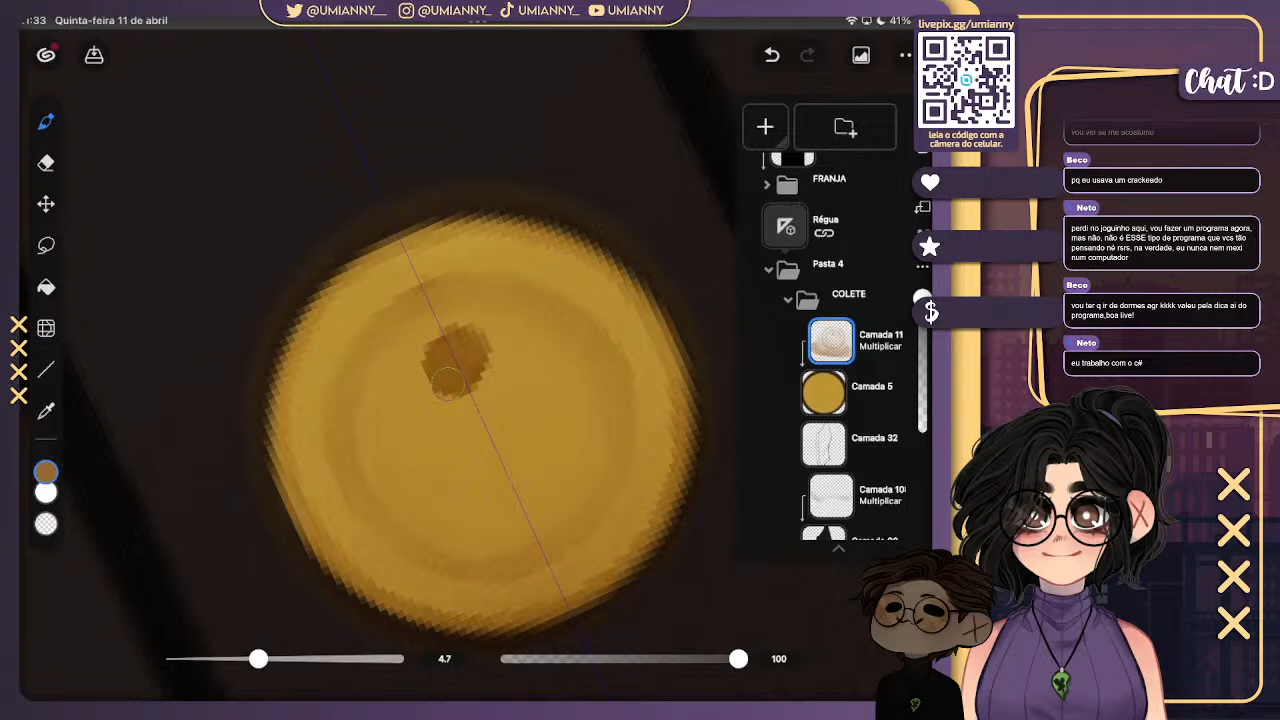 @UMIANNY__ @UMIANNY_ UMIANNY_ UMIANNY
:33 Quinta-feira 11 de abril
41%
livepix.gg/umianny
leia o código com a
câmera do celular.
Chat :D
vou ver se me acostumo
Beco
pq eu usava um crackeado
Neto
perdi no joguinho aqui, vou fazer um programa agora,
mas não, não é ESSE tipo de programa que vcs tão
pensando né rsrs, na verdade, eu nunca nem mexi
num computador
Beco
vou ter q ir de dormes agr kkkk valeu pela dica ai do
programa,boa live!
Neto
eu trabalho com o c#
FRANJA
Régua
Pasta 4
COLETE
Camada 11
Multiplicar
Camada 5
Camada 32
Camada 10
Multiplicar
4.7
100